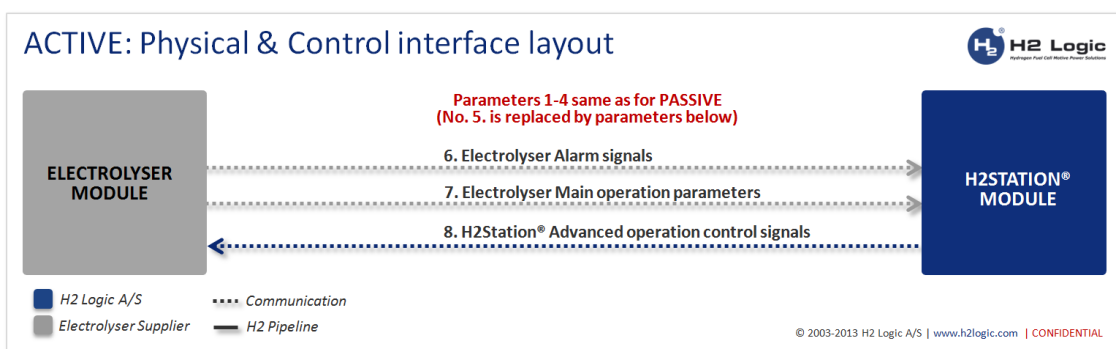 ACTIVE: Physical & Control interface layout
H2® H2 Logic
Hydrogen Fuel Cell Motive Power Solutions
Parameters 1-4 same as for PASSIVE
(No. 5. is replaced by parameters below)
ELECTROLYSER
MODULE
6. Electrolyser Alarm signals
7. Electrolyser Main operation parameters
8. H2Station® Advanced operation control signals
H2STATION®
MODULE
H2 Logic A/S
Communication
Electrolyser Supplier
H2 Pipeline
© 2003-2013 H2 Logic A/S | www.h2logic.com | CONFIDENTIAL